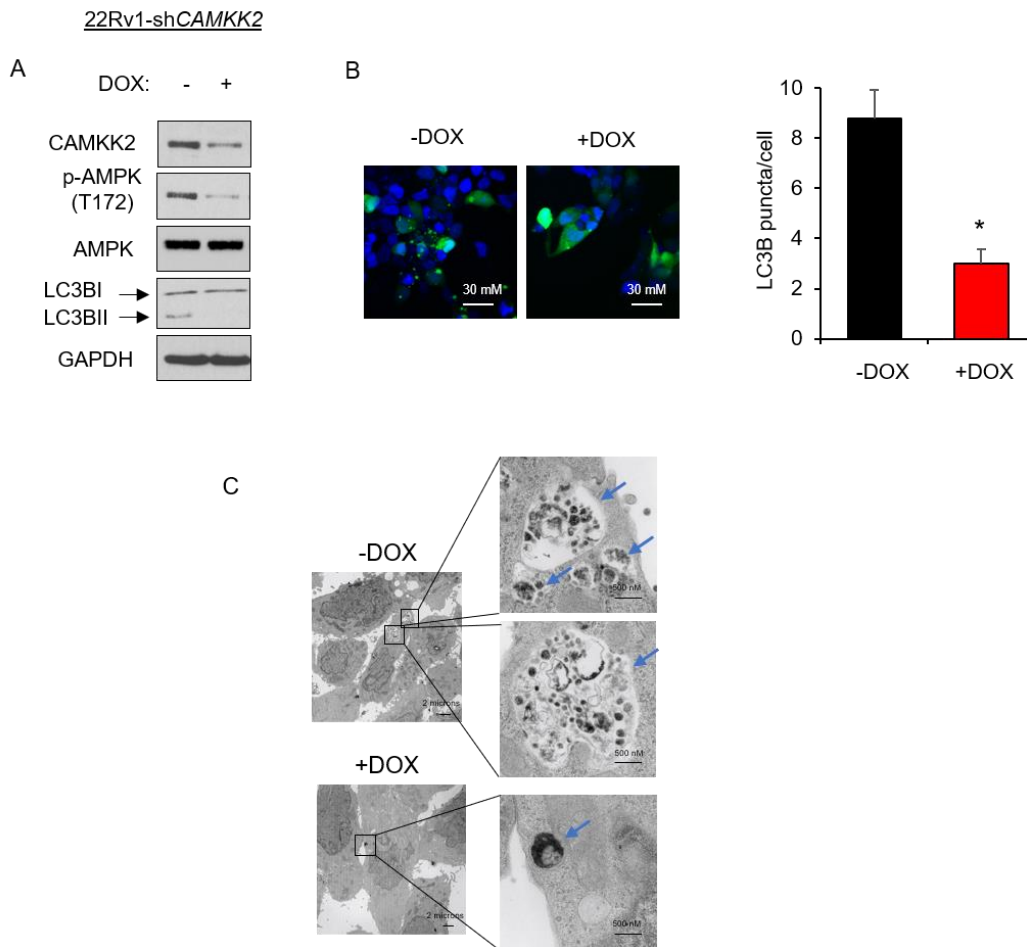 22Rv1-shCAMKK2
A
DOX: - +
CAMKK2
p-AMPK
(T172)
AMPK
LC3BI
LC3BII
GAPDH
B
-DOX +DOX
30 mM 30 mM
LC3B puncta/cell
10
8
6
4
2
0
*
-DOX +DOX
C
-DOX
2 microns
500 nM
500 nM
+DOX
2 microns
500 nM